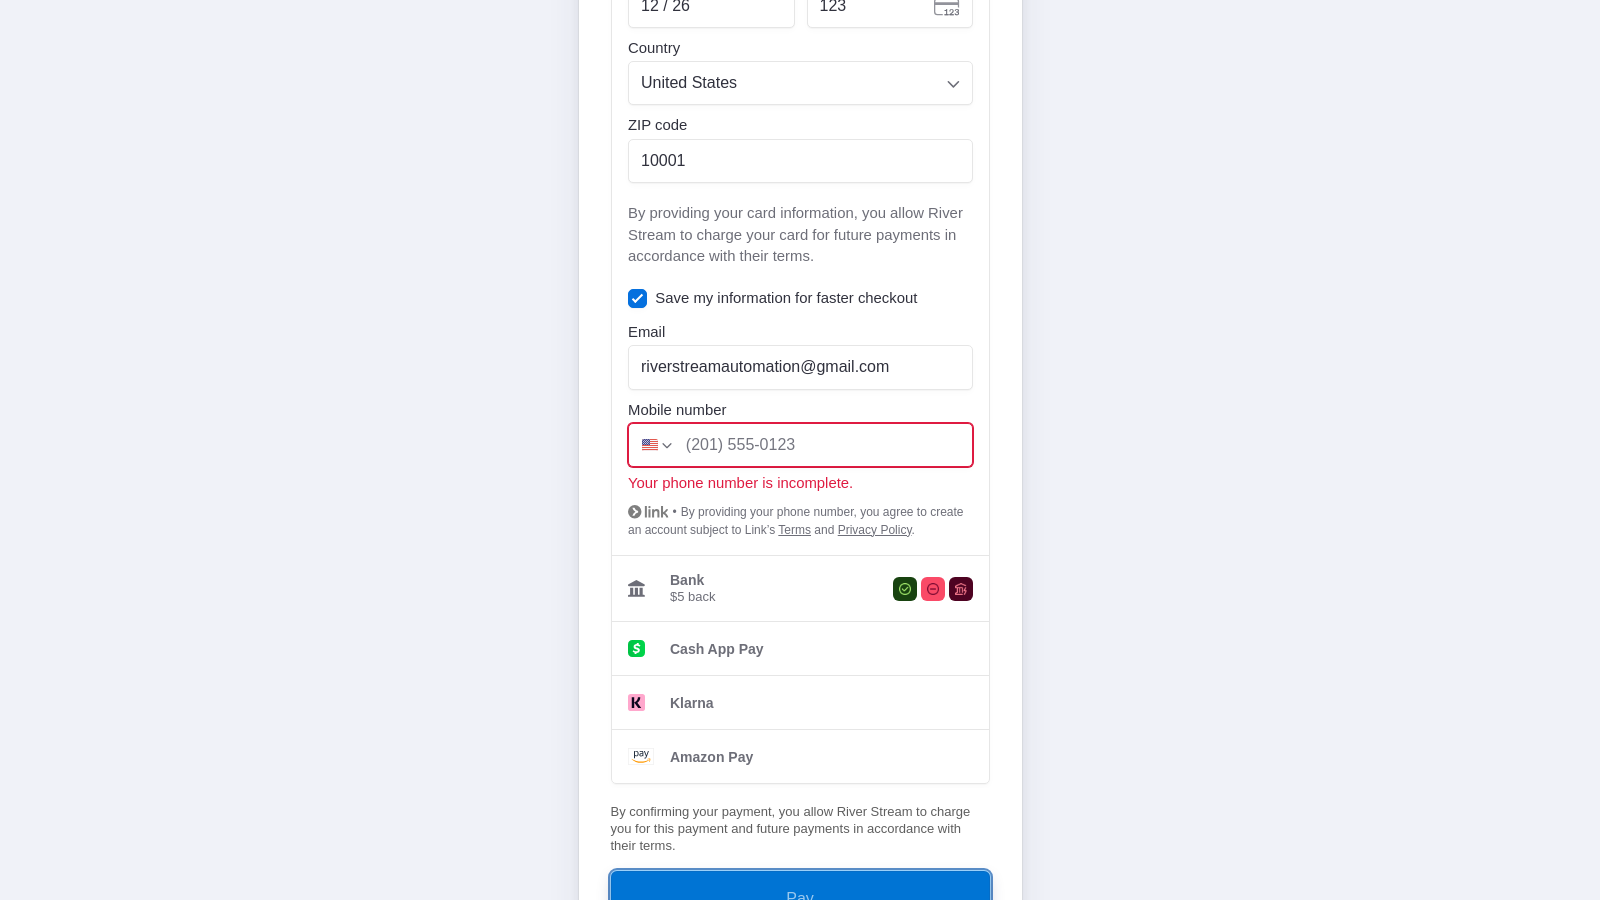 12 / 26
123
123
Country
United States
ZIP code
10001
By providing your card information, you allow River
Stream to charge your card for future payments in
accordance with their terms.
Save my information for faster checkout
Email
riverstreamautomation@gmail.com
Mobile number
(201) 555-0123
Your phone number is incomplete.
link • By providing your phone number, you agree to create
an account subject to Link’s Terms and Privacy Policy.
Bank
$5 back
$
Cash App Pay
K
Klarna
pay
Amazon Pay
By confirming your payment, you allow River Stream to charge
you for this payment and future payments in accordance with
their terms.
Pay